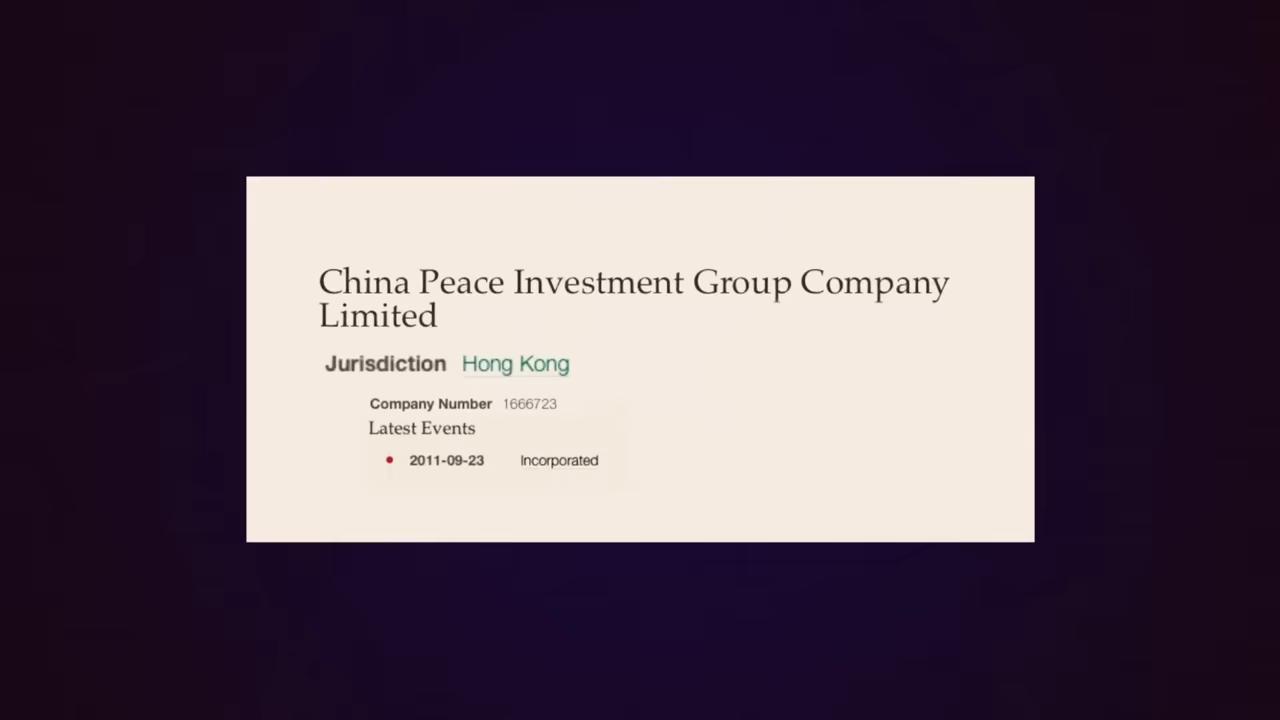 China Peace Investment Group Company
Limited
Jurisdiction Hong Kong
Company Number 1666723
Latest Events
2011-09-23 Incorporated